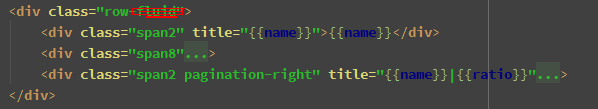 <div class="row-fluid">
<div class="span2" title="{{name}}">{{name}}</div>
<div class="span8"...>
<div class="span2 pagination-right" title="{{name}}|{{ratio}}"...>
</div>